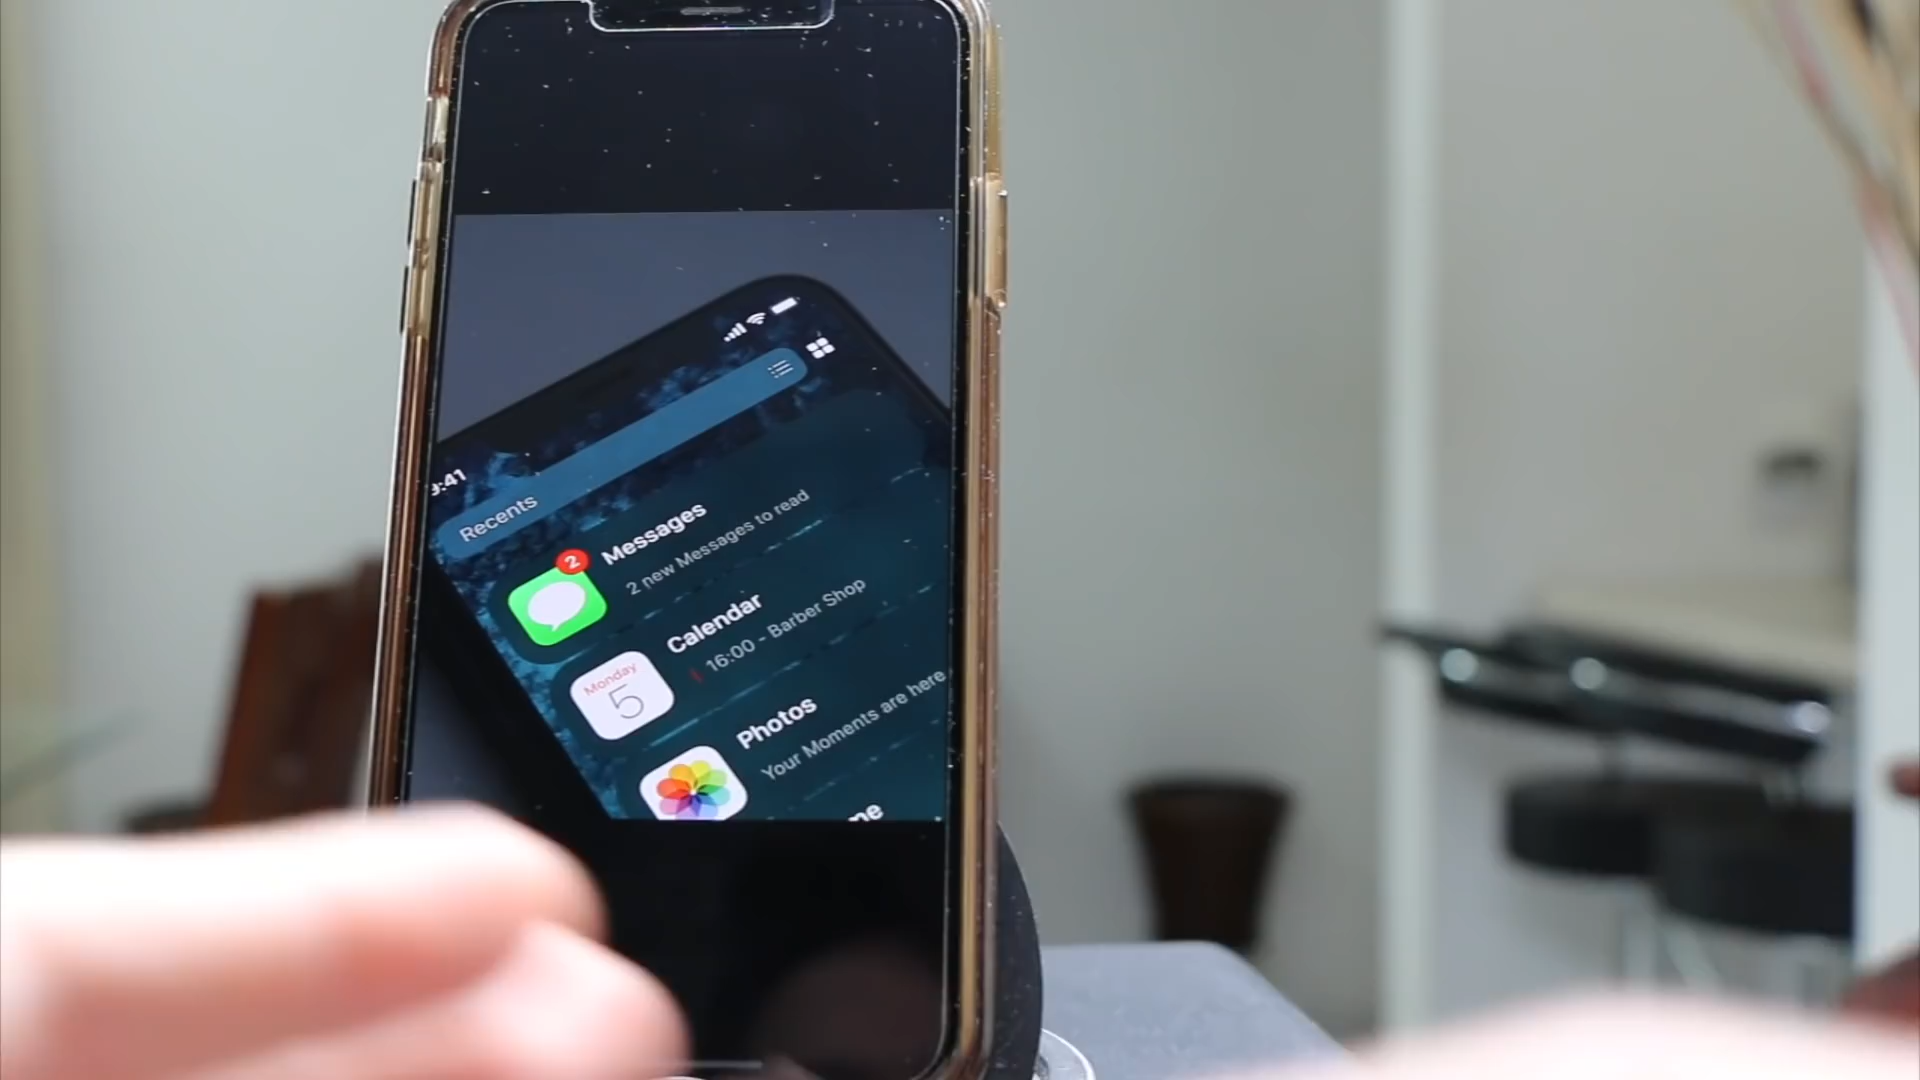 9:41
Recents
2
Messages
2 new Messages to read
Calendar
16:00 - Barber Shop
Monday
5
Photos
Your Moments are here